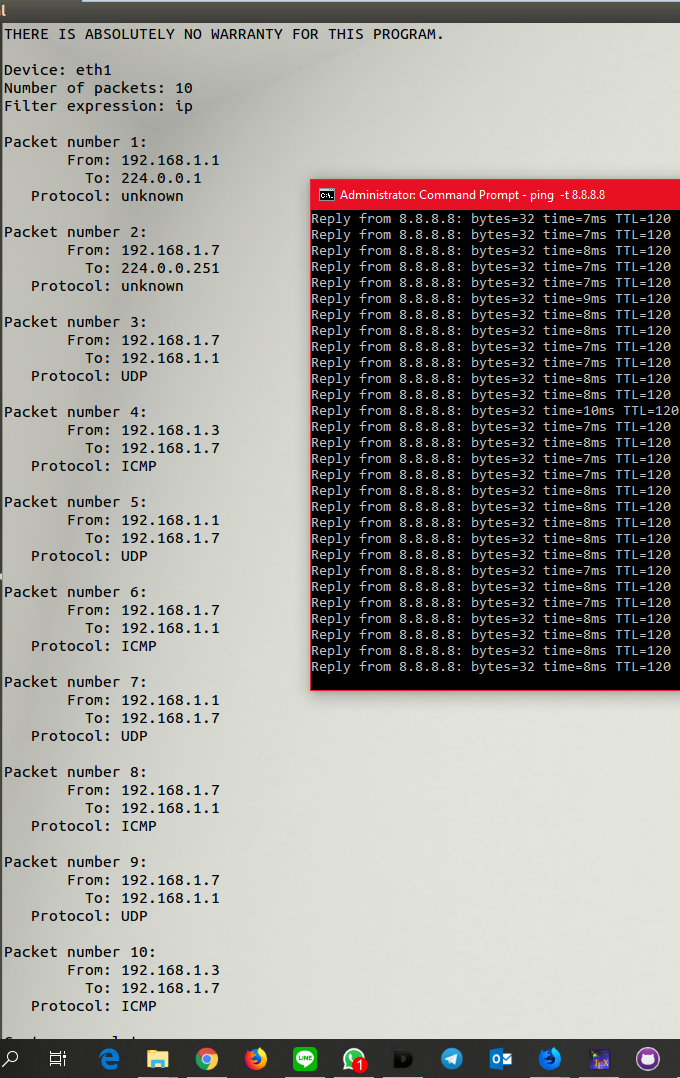 THERE IS ABSOLUTELY NO WARRANTY FOR THIS PROGRAM.
Device: eth1
Number of packets: 10
Filter expression: ip
Packet number 1:
From: 192.168.1.1
To: 224.0.0.1
Protocol: unknown
Packet number 2:
From: 192.168.1.7
To: 224.0.0.251
Protocol: unknown
Packet number 3:
From: 192.168.1.7
To: 192.168.1.1
Protocol: UDP
Packet number 4:
From: 192.168.1.3
To: 192.168.1.7
Protocol: ICMP
Packet number 5:
From: 192.168.1.1
To: 192.168.1.7
Protocol: UDP
Packet number 6:
From: 192.168.1.7
To: 192.168.1.1
Protocol: ICMP
Packet number 7:
From: 192.168.1.1
To: 192.168.1.7
Protocol: UDP
Packet number 8:
From: 192.168.1.7
To: 192.168.1.1
Protocol: ICMP
Packet number 9:
From: 192.168.1.7
To: 192.168.1.1
Protocol: UDP
Packet number 10:
From: 192.168.1.3
To: 192.168.1.7
Protocol: ICMP
Administrator: Command Prompt - ping -t 8.8.8.8
Reply from 8.8.8.8: bytes=32 time=7ms TTL=120
Reply from 8.8.8.8: bytes=32 time=7ms TTL=120
Reply from 8.8.8.8: bytes=32 time=8ms TTL=120
Reply from 8.8.8.8: bytes=32 time=7ms TTL=120
Reply from 8.8.8.8: bytes=32 time=7ms TTL=120
Reply from 8.8.8.8: bytes=32 time=9ms TTL=120
Reply from 8.8.8.8: bytes=32 time=8ms TTL=120
Reply from 8.8.8.8: bytes=32 time=8ms TTL=120
Reply from 8.8.8.8: bytes=32 time=7ms TTL=120
Reply from 8.8.8.8: bytes=32 time=7ms TTL=120
Reply from 8.8.8.8: bytes=32 time=8ms TTL=120
Reply from 8.8.8.8: bytes=32 time=8ms TTL=120
Reply from 8.8.8.8: bytes=32 time=10ms TTL=120
Reply from 8.8.8.8: bytes=32 time=7ms TTL=120
Reply from 8.8.8.8: bytes=32 time=8ms TTL=120
Reply from 8.8.8.8: bytes=32 time=7ms TTL=120
Reply from 8.8.8.8: bytes=32 time=7ms TTL=120
Reply from 8.8.8.8: bytes=32 time=8ms TTL=120
Reply from 8.8.8.8: bytes=32 time=8ms TTL=120
Reply from 8.8.8.8: bytes=32 time=8ms TTL=120
Reply from 8.8.8.8: bytes=32 time=8ms TTL=120
Reply from 8.8.8.8: bytes=32 time=8ms TTL=120
Reply from 8.8.8.8: bytes=32 time=7ms TTL=120
Reply from 8.8.8.8: bytes=32 time=8ms TTL=120
Reply from 8.8.8.8: bytes=32 time=7ms TTL=120
Reply from 8.8.8.8: bytes=32 time=8ms TTL=120
Reply from 8.8.8.8: bytes=32 time=8ms TTL=120
Reply from 8.8.8.8: bytes=32 time=8ms TTL=120
Reply from 8.8.8.8: bytes=32 time=8ms TTL=120
LINE
1